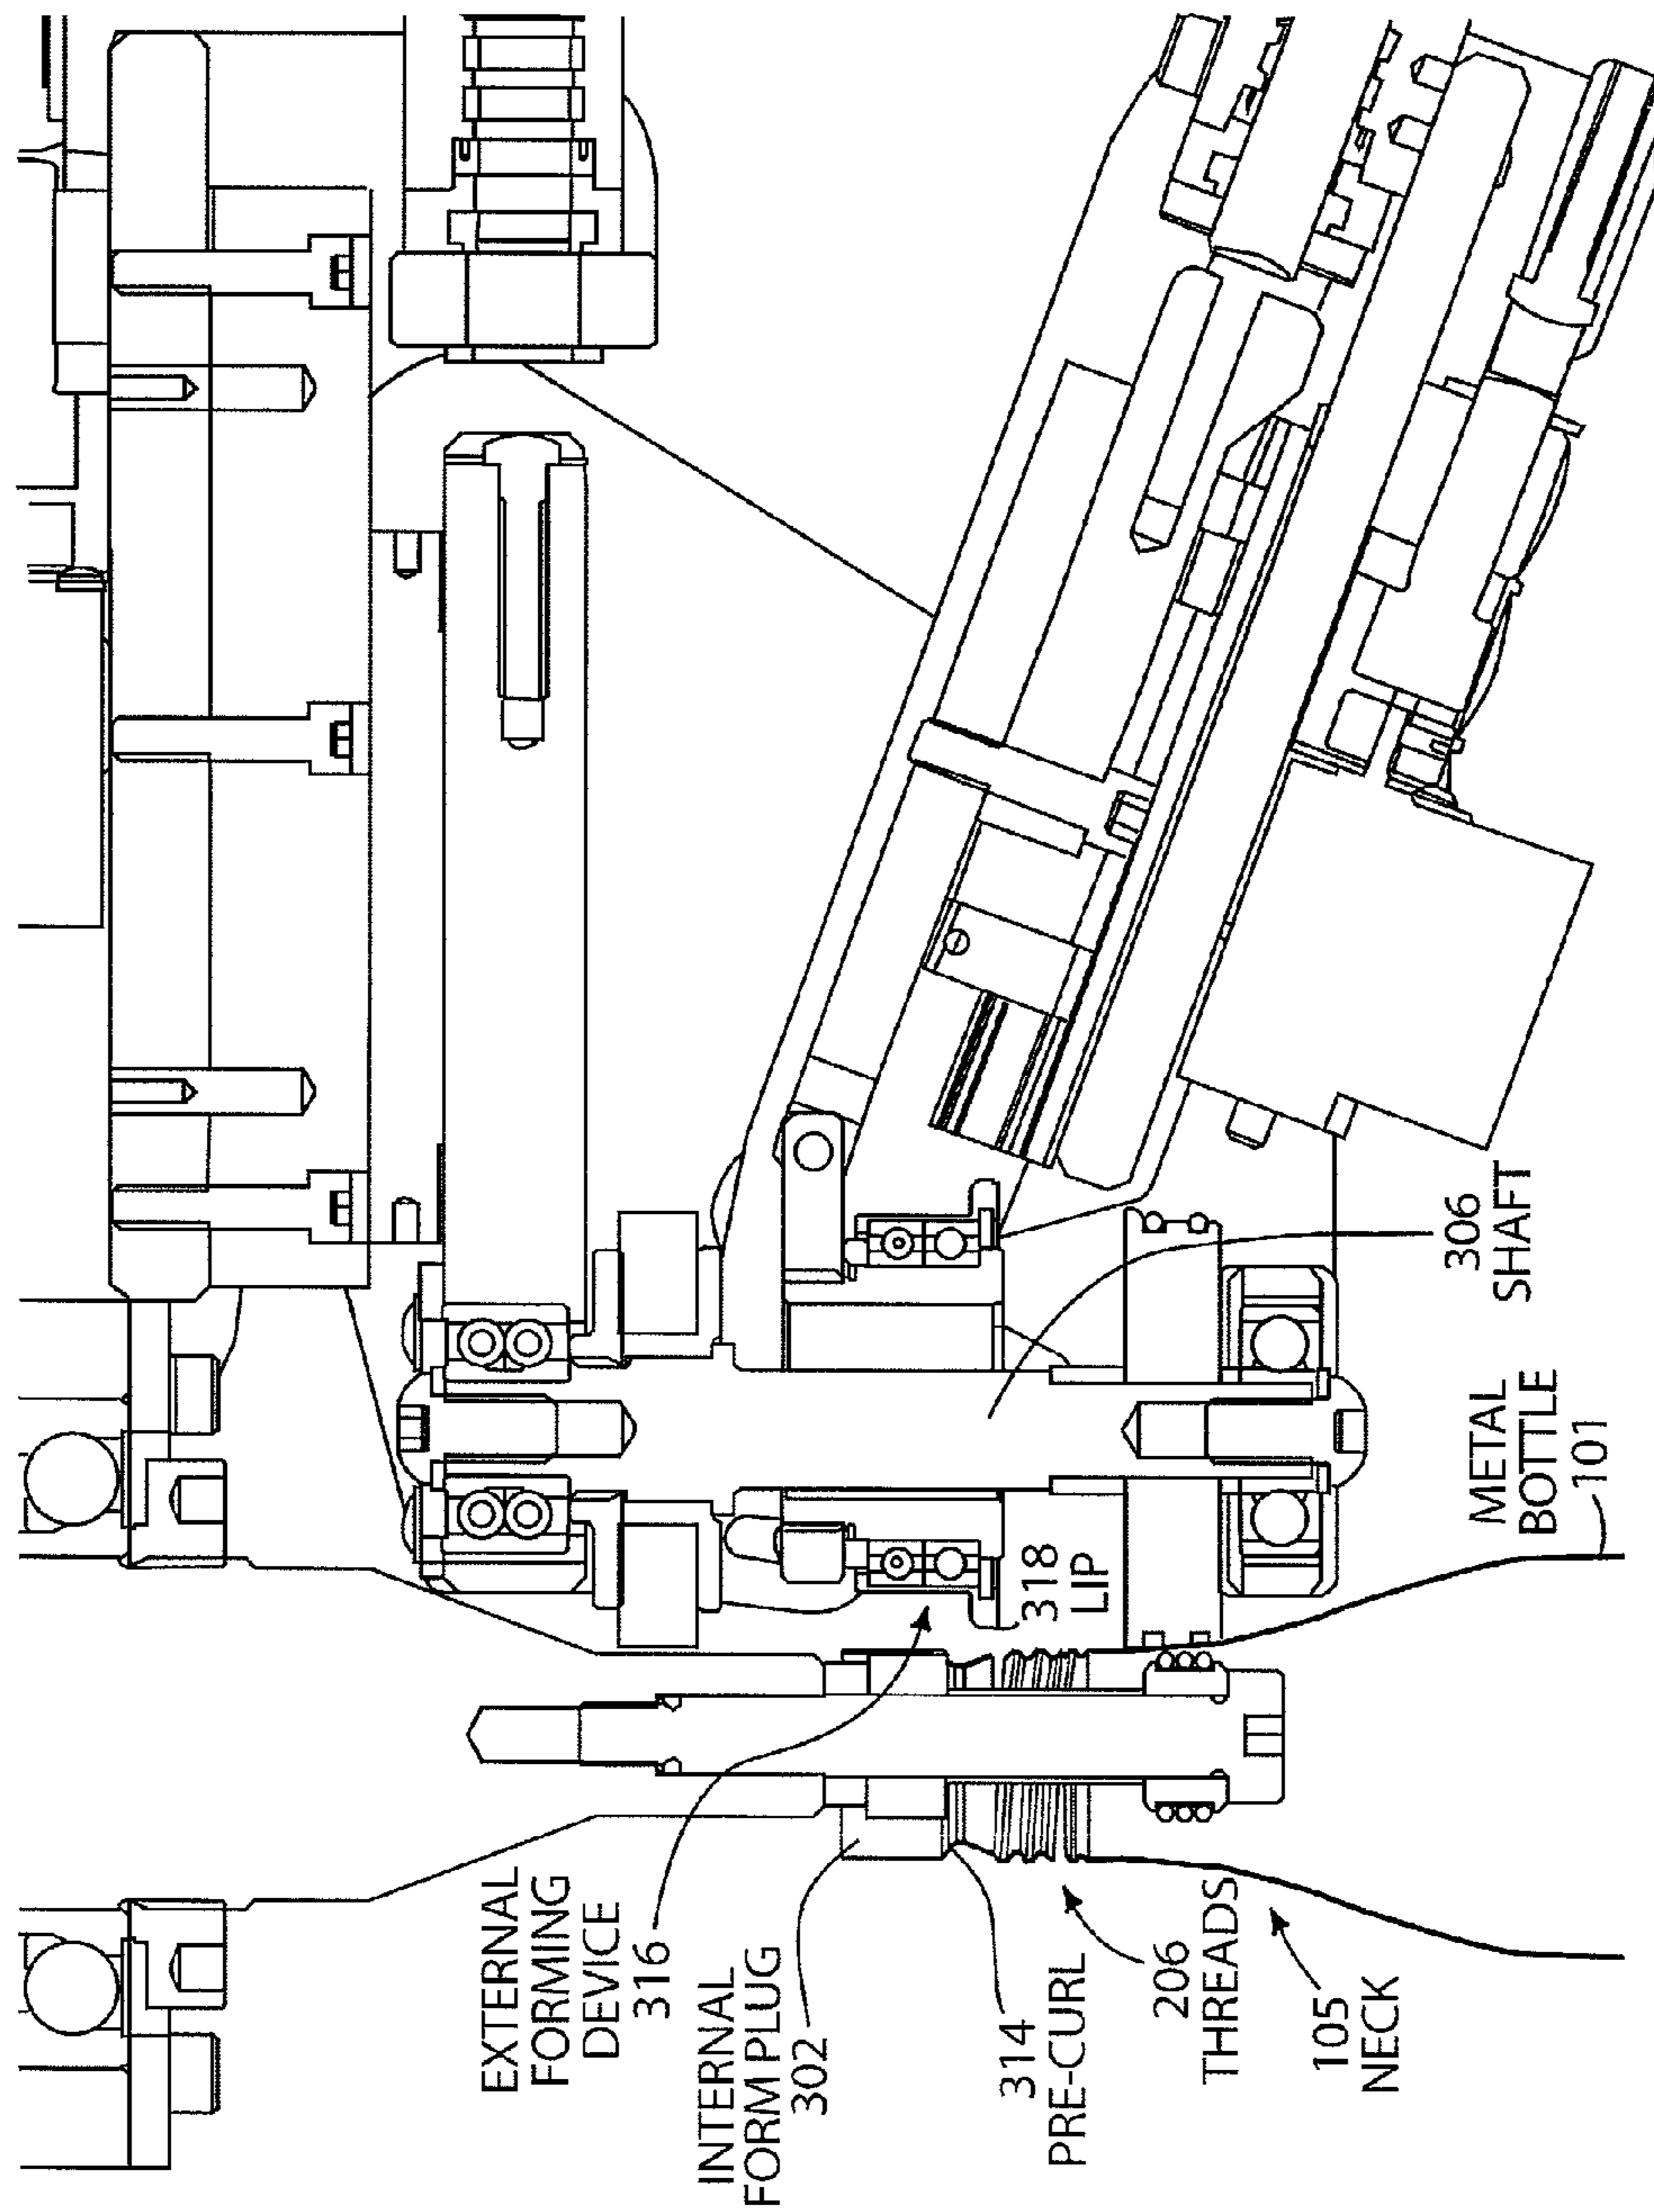 EXTERNAL
FORMING
DEVICE
316
INTERNAL
FORM PLUG
302
314
PRE-CURL
206
THREADS
105
NECK
318
LIP
306
SHAFT
METAL
BOTTLE
101